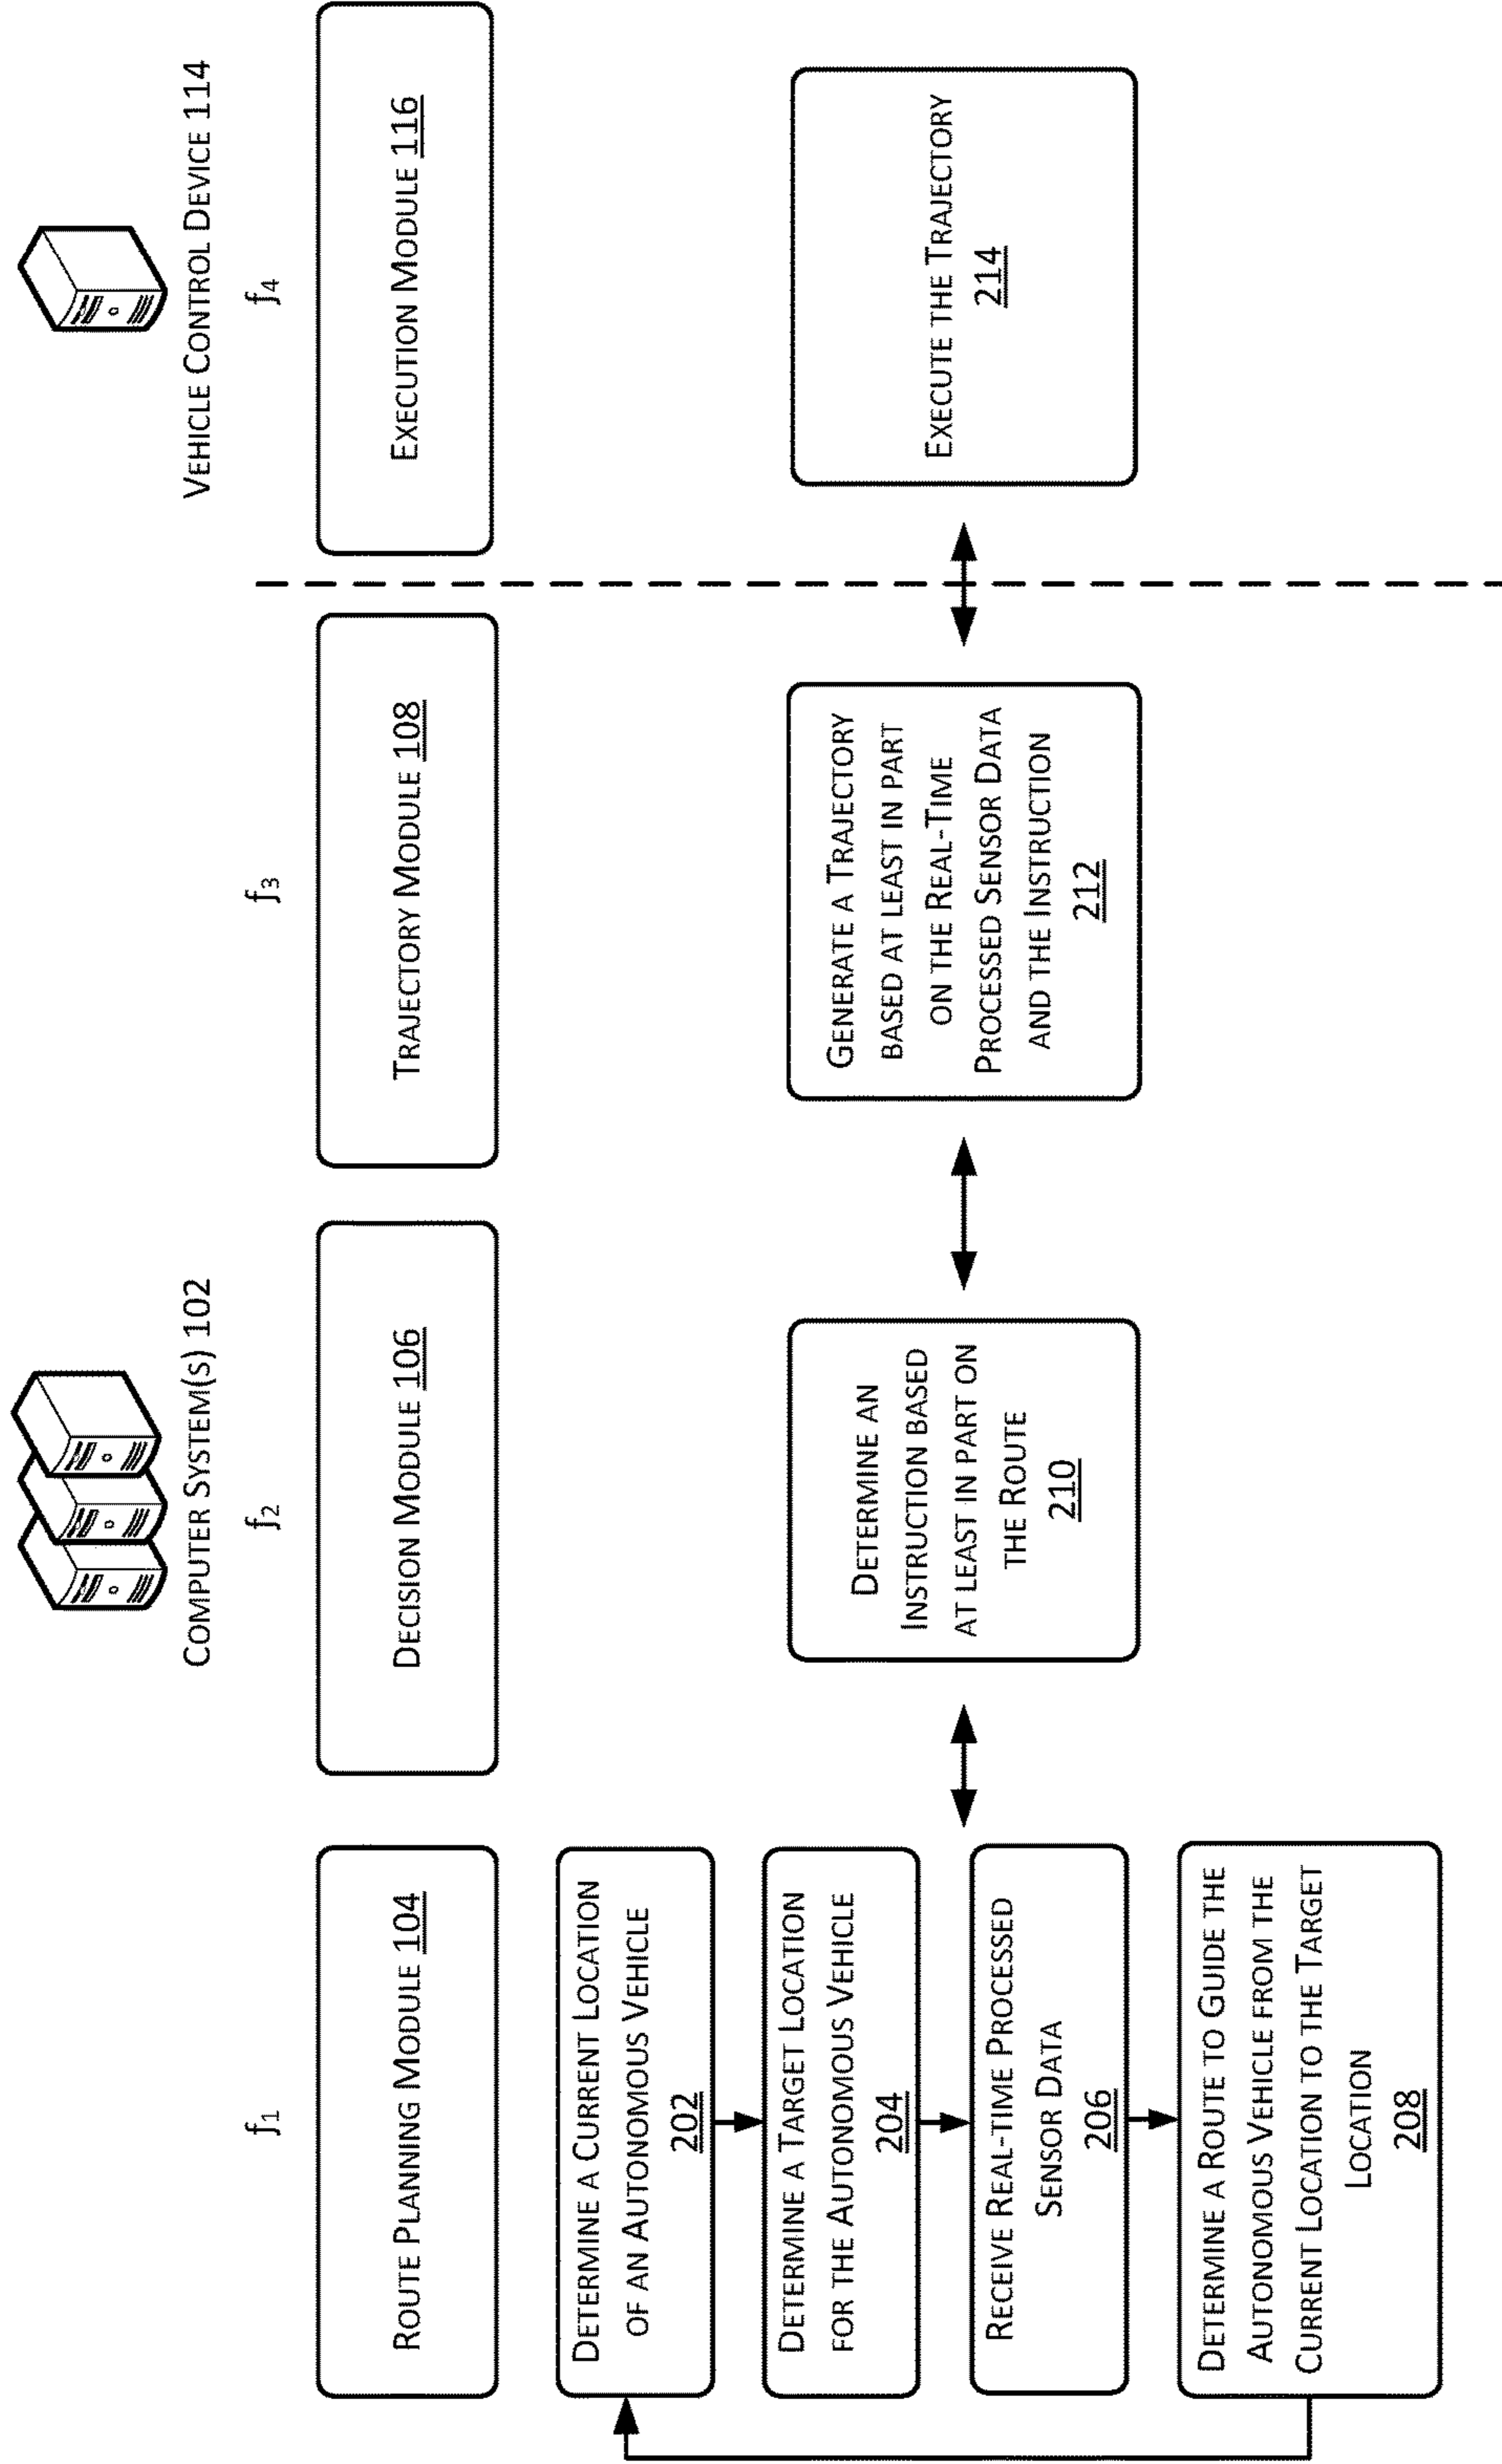 COMPUTER SYSTEM(S) 102
VEHICLE CONTROL DEVICE 114
f1
f2
f3
f4
ROUTE PLANNING MODULE 104
DECISION MODULE 106
TRAJECTORY MODULE 108
EXECUTION MODULE 116
DETERMINE A CURRENT LOCATION
OF AN AUTONOMOUS VEHICLE
202
DETERMINE A TARGET LOCATION
FOR THE AUTONOMOUS VEHICLE
204
RECEIVE REAL-TIME PROCESSED
SENSOR DATA
206
DETERMINE A ROUTE TO GUIDE THE
AUTONOMOUS VEHICLE FROM THE
CURRENT LOCATION TO THE TARGET
LOCATION
208
DETERMINE AN
INSTRUCTION BASED
AT LEAST IN PART ON
THE ROUTE
210
GENERATE A TRAJECTORY
BASED AT LEAST IN PART
ON THE REAL-TIME
PROCESSED SENSOR DATA
AND THE INSTRUCTION
212
EXECUTE THE TRAJECTORY
214